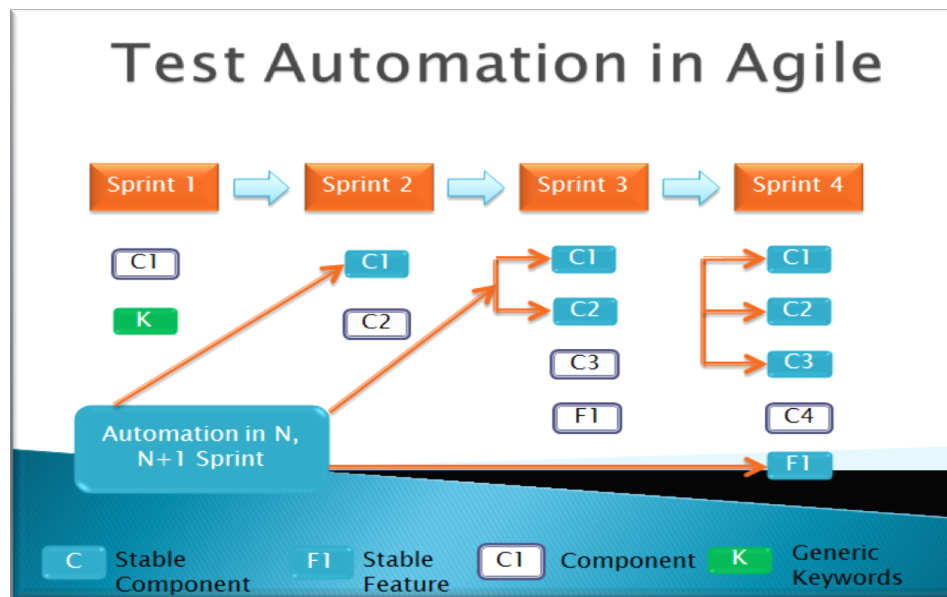 Test Automation in Agile
Sprint 1
Sprint 2
Sprint 3
Sprint 4
C1
C1
C1
C1
K
C2
C2
C2
C3
C3
F1
C4
Automation in N,
N+1 Sprint
F1
C
Stable
Component
F1
Stable
Feature
C1
Component
K
Generic
Keywords